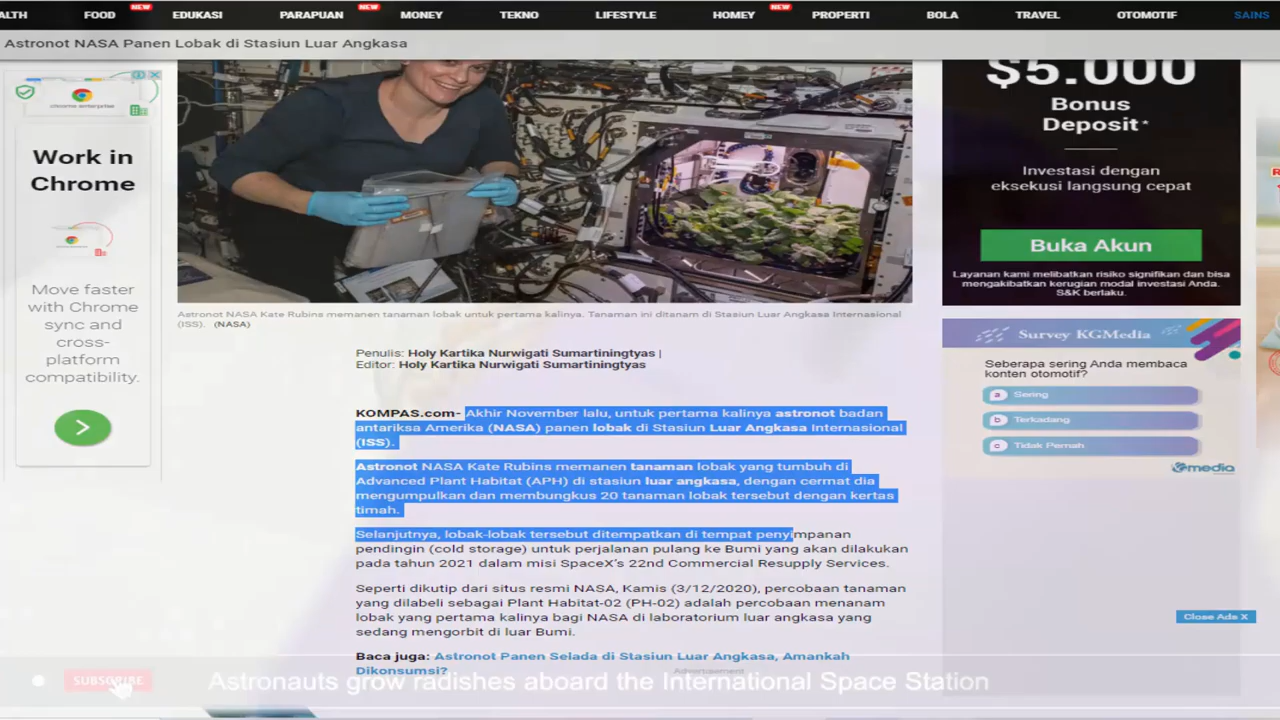 ALTH
FOOD
NEW
EDUKASI
PARAPUAN
NEW
MONEY
TEKNO
LIFESTYLE
HOMEY
NEW
PROPERTI
BOLA
TRAVEL
OTOMOTIF
SAINS
Astronot NASA Panen Lobak di Stasiun Luar Angkasa
chrome enterprise
Work in
Chrome
Move faster
with Chrome
sync and
cross-
platform
compatibility.
Astronot NASA Kate Rubins memanen tanaman lobak untuk pertama kalinya. Tanaman ini ditanam di Stasiun Luar Angkasa Internasional
(ISS). (NASA)
Penulis: Holy Kartika Nurwigati Sumartiningtyas |
Editor: Holy Kartika Nurwigati Sumartiningtyas
KOMPAS.com- Akhir November lalu, untuk pertama kalinya astronot badan
antariksa Amerika (NASA) panen lobak di Stasiun Luar Angkasa Internasional
(ISS).
Astronot NASA Kate Rubins memanen tanaman lobak yang tumbuh di
Advanced Plant Habitat (APH) di stasiun luar angkasa, dengan cermat dia
mengumpulkan dan membungkus 20 tanaman lobak tersebut dengan kertas
timah.
Selanjutnya, lobak-lobak tersebut ditempatkan di tempat penyimpanan
pendingin (cold storage) untuk perjalanan pulang ke Bumi yang akan dilakukan
pada tahun 2021 dalam misi SpaceX's 22nd Commercial Resupply Services.
Seperti dikutip dari situs resmi NASA, Kamis (3/12/2020), percobaan tanaman
yang dilabeli sebagai Plant Habitat-02 (PH-02) adalah percobaan menanam
lobak yang pertama kalinya bagi NASA di laboratorium luar angkasa yang
sedang mengorbit di luar Bumi.
Baca juga: Astronot Panen Selada di Stasiun Luar Angkasa, Amankah
Dikonsumsi?
Advertisement
$5.000
Bonus
Deposit*
Investasi dengan
eksekusi langsung cepat
Buka Akun
Layanan kami melibatkan risiko signifikan dan bisa
mengakibatkan kerugian modal investasi Anda.
S&K berlaku.
Survey KGMedia
Seberapa sering Anda membaca
konten otomotif?
a Sering
b Terkadang
c Tidak Pernah
media
Close Ads X
SUBSCRIBE
Astronauts grow radishes aboard the International Space Station